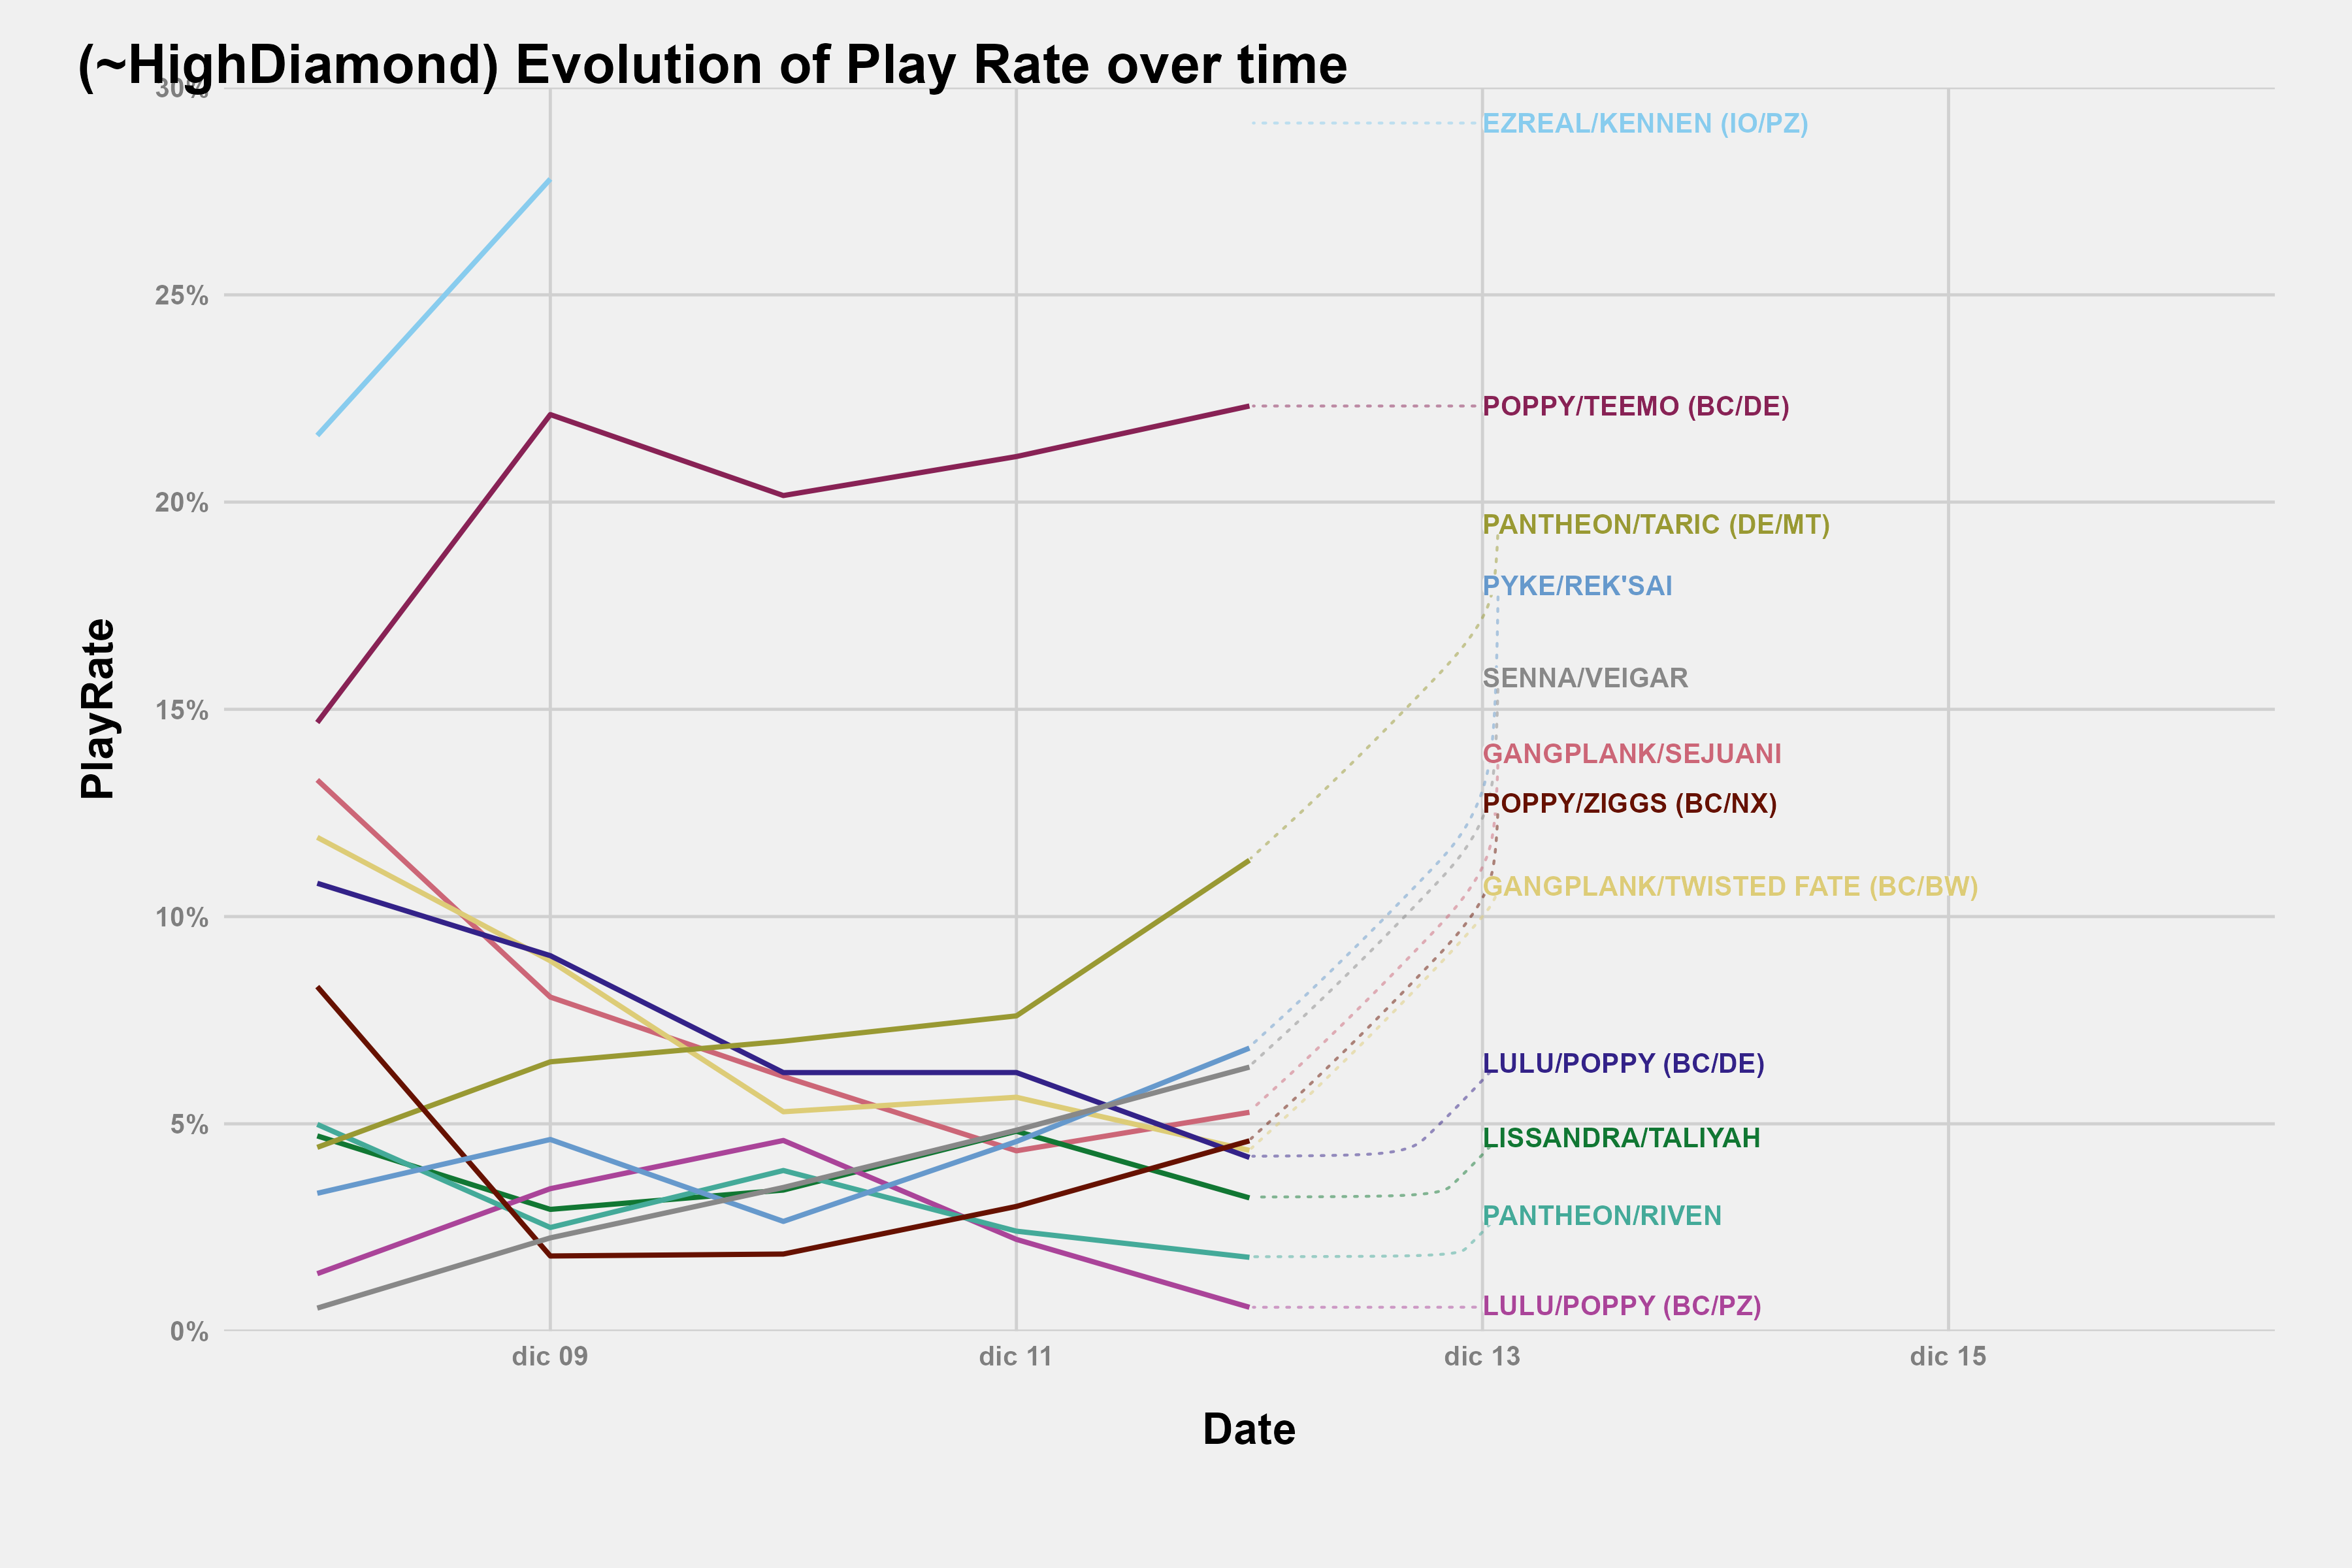 (~HighDiamond) Evolution of Play Rate over time
30%
EZREAL/KENNEN (IO/PZ)
25%
POPPY/TEEMO (BC/DE)
20%
PANTHEON/TARIC (DE/MT)
PYKE/REK'SAI
SENNA/VEIGAR
15%
GANGPLANK/SEJUANI
POPPY/ZIGGS (BC/NX)
GANGPLANK/TWISTED FATE (BC/BW)
10%
LULU/POPPY (BC/DE)
5%
LISSANDRA/TALIYAH
PANTHEON/RIVEN
LULU/POPPY (BC/PZ)
0%
PlayRate
dic 09
dic 11
dic 13
dic 15
Date